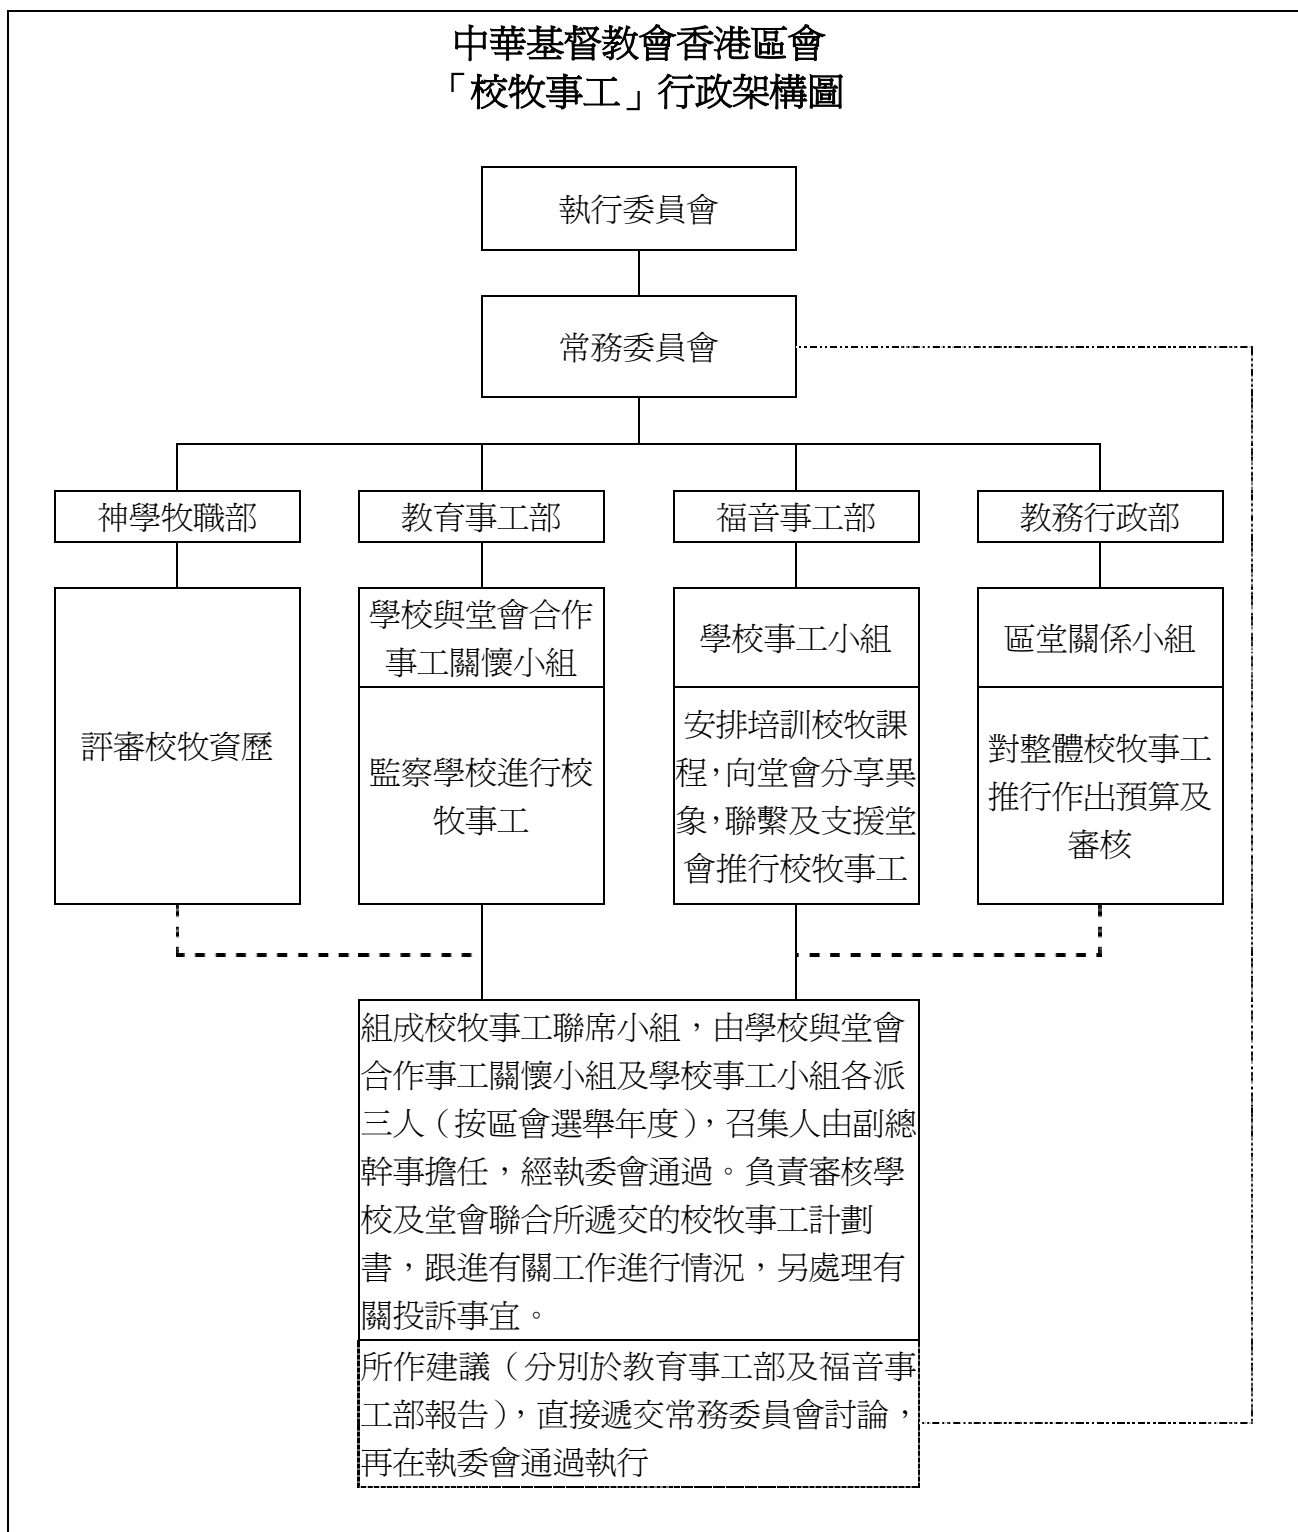 中華基督教會香港區會
「校牧事工」行政架構圖
執行委員會
常務委員會
神學牧職部
教育事工部
福音事工部
教務行政部
評審校牧資歷
學校與堂會合作
事工關懷小組
監察學校進行校
牧事工
學校事工小組
安排培訓校牧課
程，向堂會分享異
象，聯繫及支援堂
會推行校牧事工
區堂關係小組
對整體校牧事工
推行作出預算及
審核
組成校牧事工聯席小組，由學校與堂會
合作事工關懷小組及學校事工小組各派
三人（按區會選舉年度），召集人由副總
幹事擔任，經執委會通過。負責審核學
校及堂會聯合所遞交的校牧事工計劃
書，跟進有關工作進行情況，另處理有
關投訴事宜。
所作建議（分別於教育事工部及福音事
工部報告），直接遞交常務委員會討論，
再在執委會通過執行